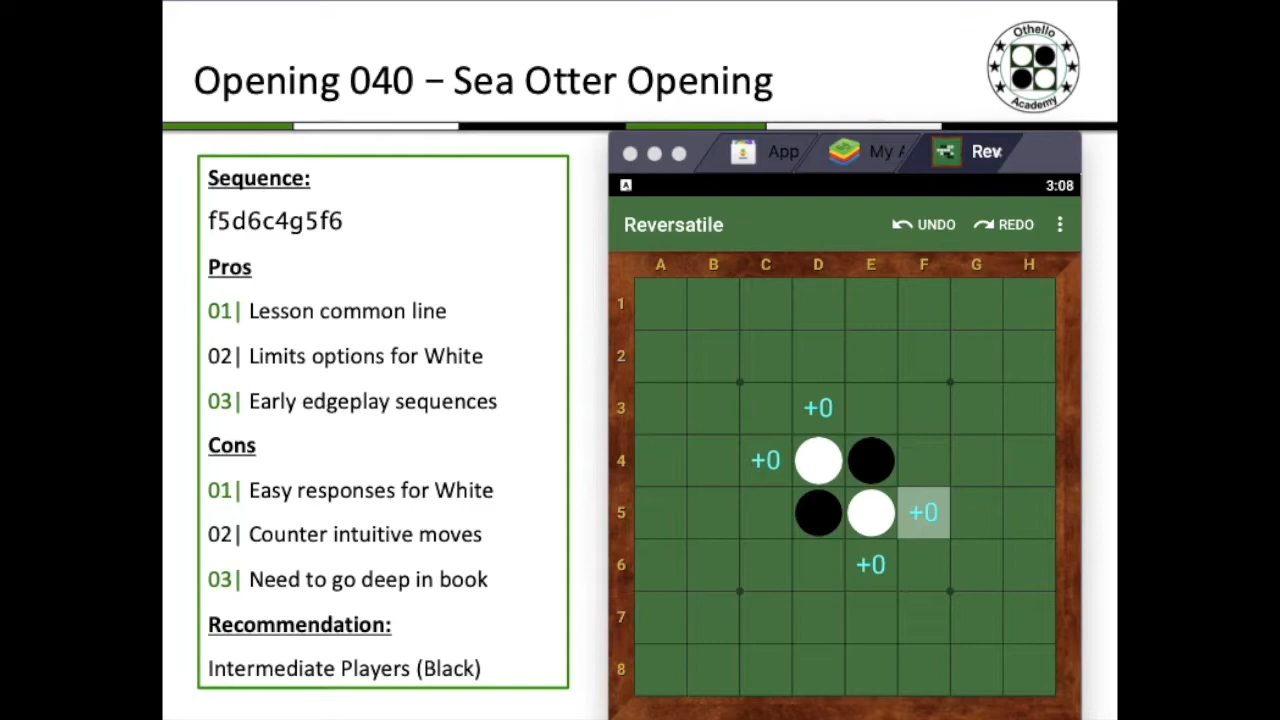 Opening 040 – Sea Otter Opening
Othello
Academy
Sequence:
f5d6c4g5f6
Pros
01| Lesson common line
02| Limits options for White
03| Early edgeplay sequences
Cons
01| Easy responses for White
02| Counter intuitive moves
03| Need to go deep in book
Recommendation:
Intermediate Players (Black)
App
My A
Rev
A
3:08
Reversatile
UNDO
REDO
A B C D E F G H
1
2
3 +0
4 +0
5 +0
6 +0
7
8